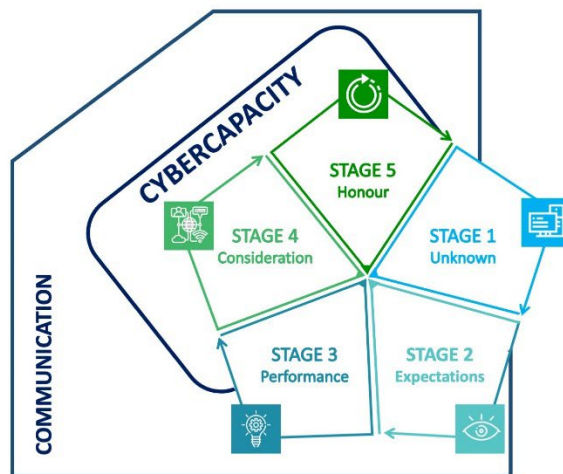 CYBERCAPACITY
COMMUNICATION
STAGE 5
Honour
STAGE 4
Consideration
STAGE 1
Unknown
STAGE 3
Performance
STAGE 2
Expectations